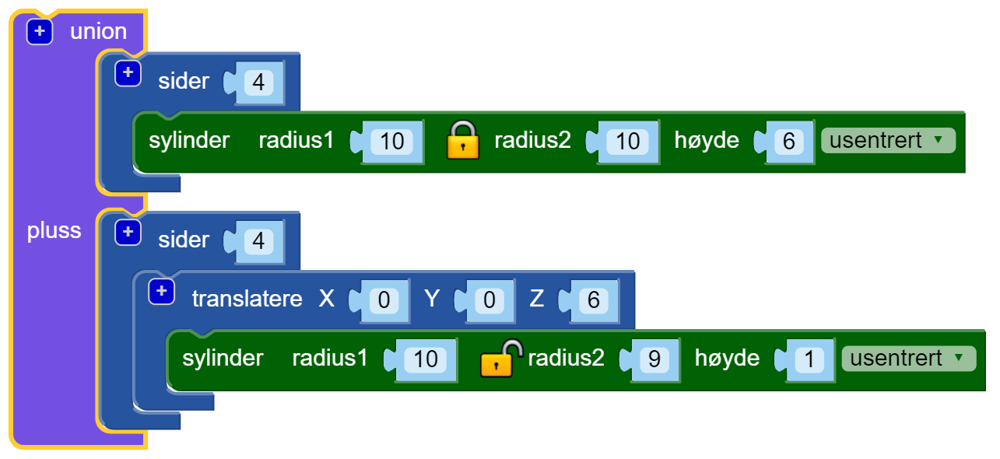 + union
+ sider 4
sylinder radius1 10 radius2 10 høyde 6 usentrert ▼
pluss
+ sider 4
+ translatere X 0 Y 0 Z 6
sylinder radius1 10 radius2 9 høyde 1 usentrert ▼